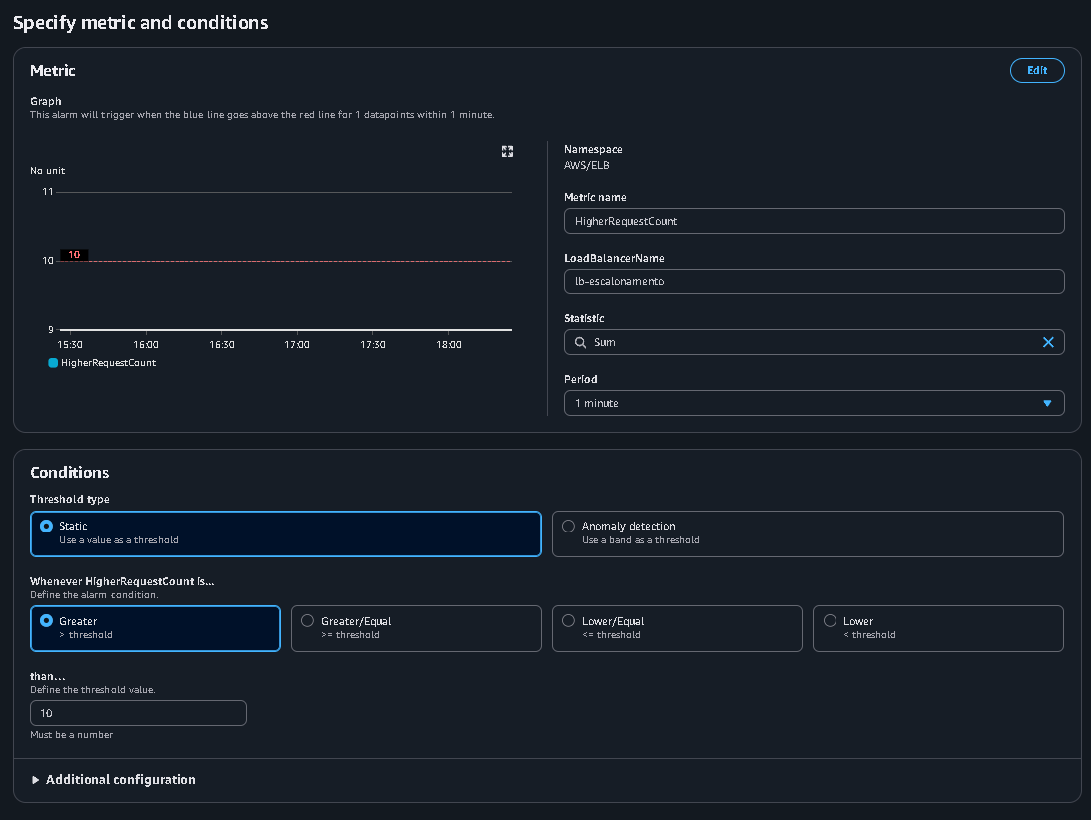 Specify metric and conditions
Metric
Edit
Graph
This alarm will trigger when the blue line goes above the red line for 1 datapoints within 1 minute.
No unit
11
10
10
9
15:30 16:00 16:30 17:00 17:30 18:00
HigherRequestCount
Namespace
AWS/ELB
Metric name
HigherRequestCount
LoadBalancerName
lb-escalonamento
Statistic
Sum
Period
1 minute
Conditions
Threshold type
Static
Use a value as a threshold
Anomaly detection
Use a band as a threshold
Whenever HigherRequestCount is...
Define the alarm condition.
Greater
> threshold
Greater/Equal
>= threshold
Lower/Equal
<= threshold
Lower
< threshold
than...
Define the threshold value.
10
Must be a number
Additional configuration